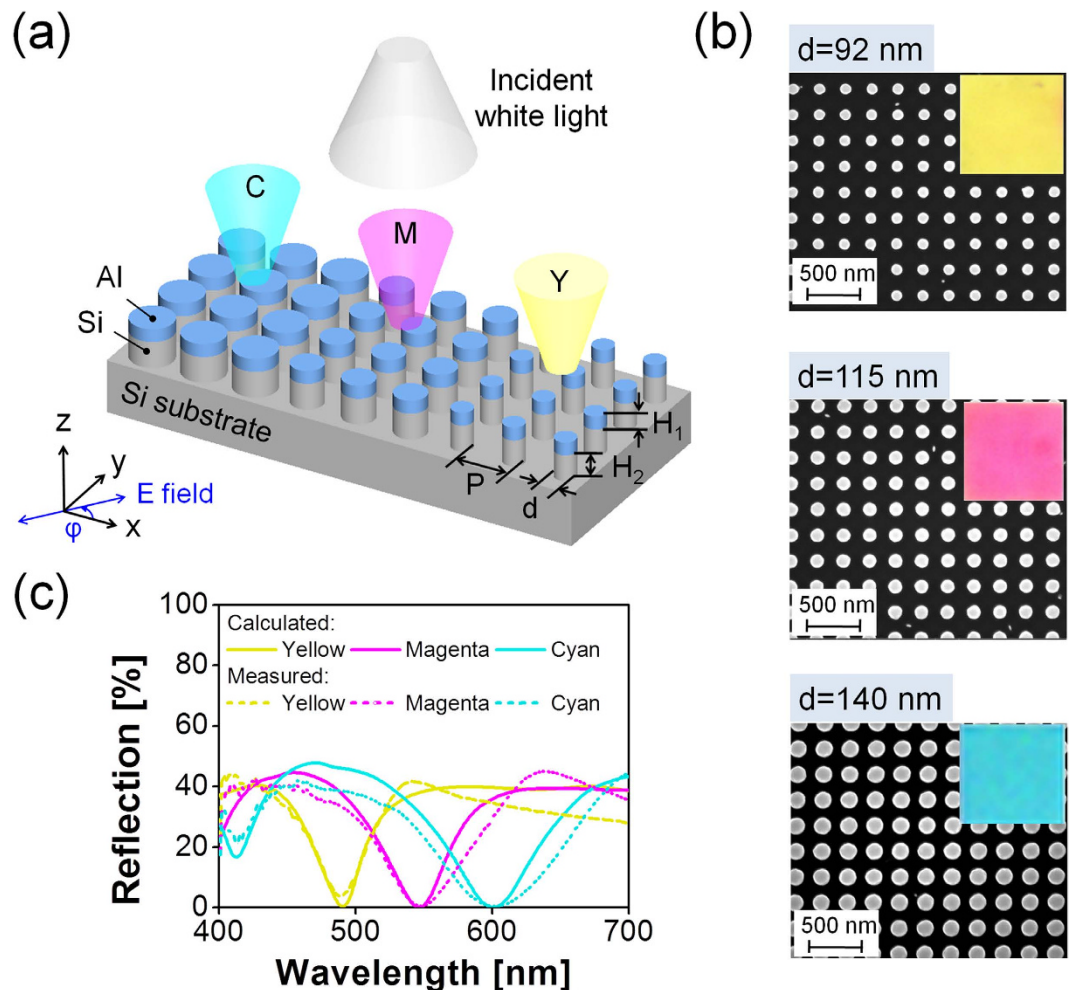 (a)
Incident
white light
C
M
Y
Al
Si
Si substrate
H₁
H₂
P
d
z
y
E field
x
φ
(b)
d=92 nm
500 nm
d=115 nm
500 nm
d=140 nm
500 nm
(c)
100
80
60
40
20
0
Calculated:
Yellow Magenta Cyan
Measured:
Yellow Magenta Cyan
Reflection [%]
400 500 600 700
Wavelength [nm]